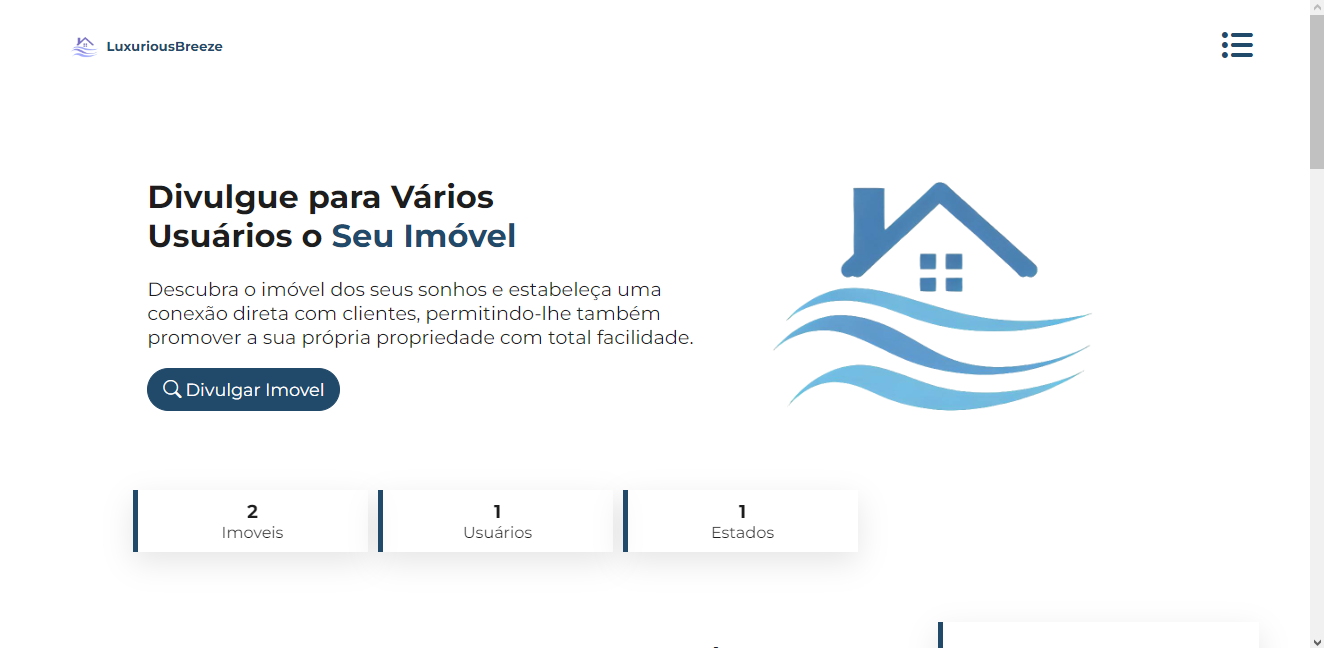 LuxuriousBreeze
Divulgue para Vários
Usuários o Seu Imóvel
Descubra o imóvel dos seus sonhos e estabeleça uma
conexão direta com clientes, permitindo-lhe também
promover a sua própria propriedade com total facilidade.
Divulgar Imovel
2
Imoveis
1
Usuários
1
Estados